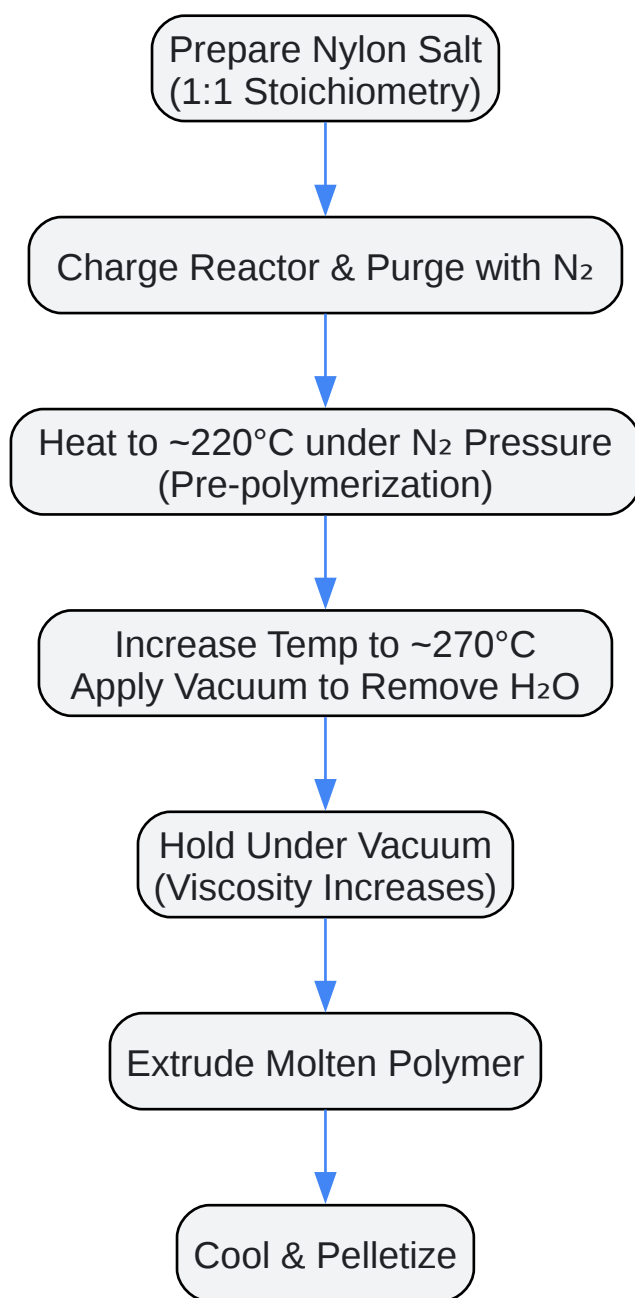 Prepare Nylon Salt
(1:1 Stoichiometry)
Charge Reactor & Purge with N₂
Heat to ~220°C under N₂ Pressure
(Pre-polymerization)
Increase Temp to ~270°C
Apply Vacuum to Remove H₂O
Hold Under Vacuum
(Viscosity Increases)
Extrude Molten Polymer
Cool & Pelletize